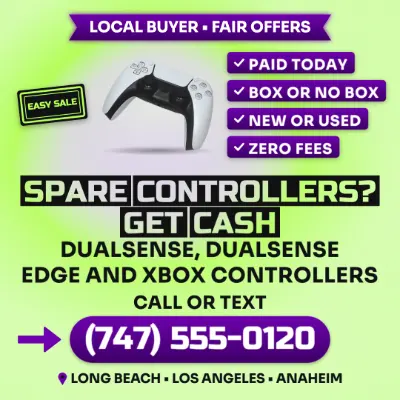 LOCAL BUYER • FAIR OFFERS
PAID TODAY
BOX OR NO BOX
NEW OR USED
ZERO FEES
EASY SALE
SPARE CONTROLLERS?
GET CASH
DUALSENSE, DUALSENSE
EDGE AND XBOX CONTROLLERS
CALL OR TEXT
(747) 555-0120
LONG BEACH • LOS ANGELES • ANAHEIM